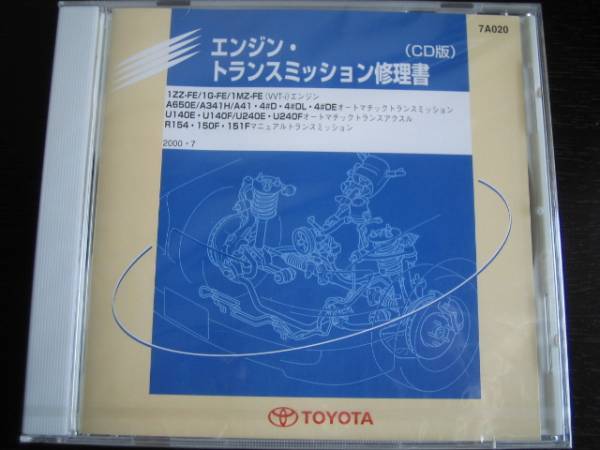 7A020
エンジン・
(CD版)
トランスミッション修理書
1ZZ-FE/1G-FE/1MZ-FE(VVT-i)エンジン
A650E/A341H/A41・4#D・4#DL・4#DEオートマチックトランスミッション
U140E・U140F/U240E・U240Fオートマチックトランスアクスル
R154・150F・151Fマニュアルトランスミッション
2000・7
TOYOTA